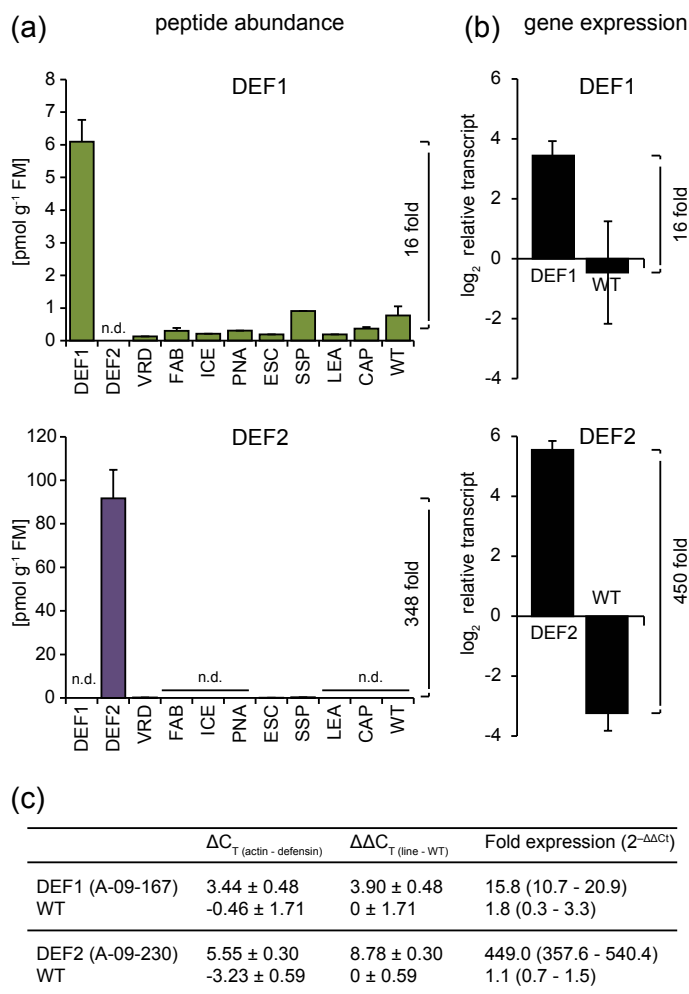 (a) peptide abundance
DEF1
[pmol g⁻¹ FM]
8
7
6
5
4
3
2
1
0
n.d.
16 fold
DEF1 DEF2 VRD FAB ICE PNA ESC SSP LEA CAP WT
DEF2
[pmol g⁻¹ FM]
120
100
80
60
40
20
0
n.d. n.d. n.d.
348 fold
DEF1 DEF2 VRD FAB ICE PNA ESC SSP LEA CAP WT
(b) gene expression
DEF1
log₂ relative transcript
6
4
2
0
-2
-4
DEF1 WT
16 fold
DEF2
log₂ relative transcript
6
4
2
0
-2
-4
DEF2 WT
450 fold
(c)
ΔC_T (actin - defensin) ΔΔC_T (line - WT) Fold expression (2^–ΔΔCt)
DEF1 (A-09-167) 3.44 ± 0.48 3.90 ± 0.48 15.8 (10.7 - 20.9)
WT -0.46 ± 1.71 0 ± 1.71 1.8 (0.3 - 3.3)
DEF2 (A-09-230) 5.55 ± 0.30 8.78 ± 0.30 449.0 (357.6 - 540.4)
WT -3.23 ± 0.59 0 ± 0.59 1.1 (0.7 - 1.5)